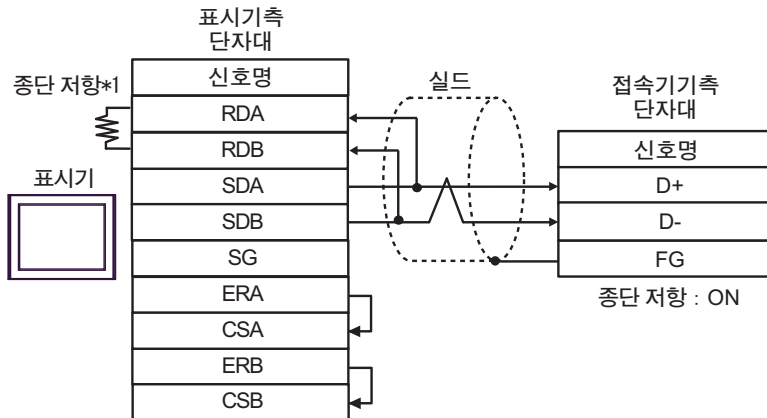 표시기측
단자대
종단 저항*1
표시기
신호명
RDA
RDB
SDA
SDB
SG
ERA
CSA
ERB
CSB
실드
접속기기측
단자대
신호명
D+
D-
FG
종단 저항 : ON